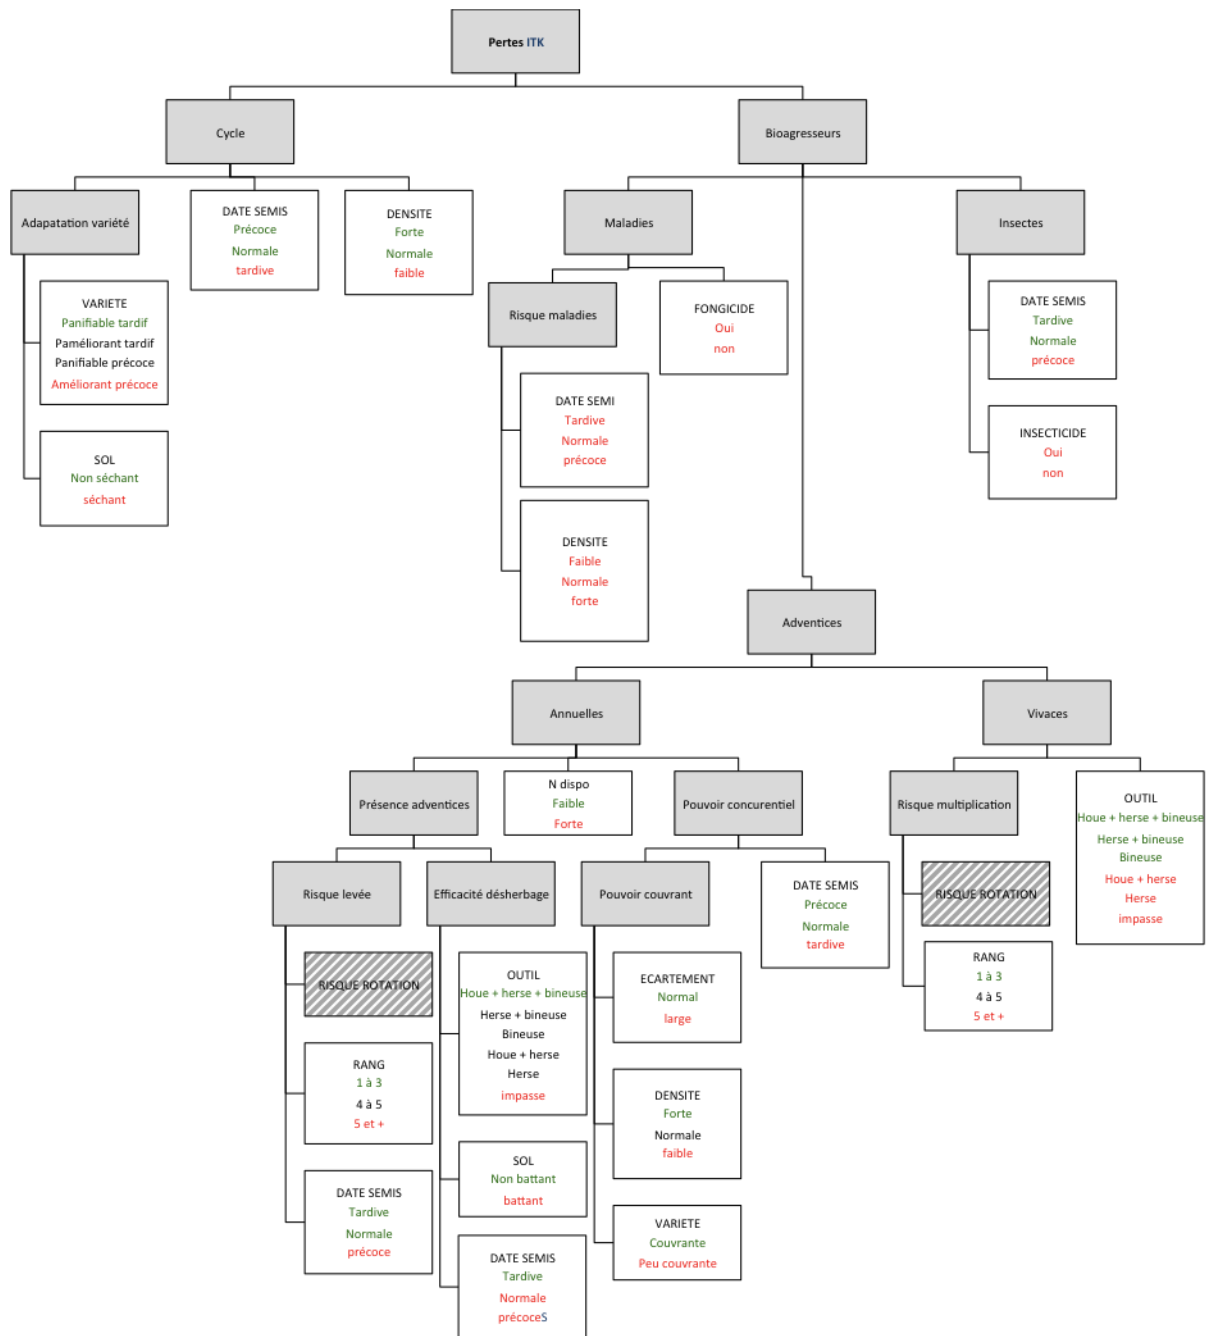 Pertes ITK
Cycle
Bioagresseurs
Adapatation variété
DATE SEMIS
Précoce
Normale
tardive
DENSITE
Forte
Normale
faible
Maladies
Insectes
VARIETE
Panifiable tardif
Paméliorant tardif
Panifiable précoce
Améliorant précoce
SOL
Non séchant
séchant
Risque maladies
FONGICIDE
Oui
non
DATE SEMI
Tardive
Normale
précoce
DENSITE
Faible
Normale
forte
DATE SEMIS
Tardive
Normale
précoce
INSECTICIDE
Oui
non
Adventices
Annuelles
Vivaces
Présence adventices
N dispo
Faible
Forte
Pouvoir concurentiel
Risque multiplication
OUTIL
Houe + herse + bineuse
Herse + bineuse
Bineuse
Houe + herse
Herse
impasse
Risque levée
Efficacité désherbage
Pouvoir couvrant
DATE SEMIS
Précoce
Normale
tardive
RISQUE ROTATION
RANG
1 à 3
4 à 5
5 et +
RISQUE ROTATION
RANG
1 à 3
4 à 5
5 et +
DATE SEMIS
Tardive
Normale
précoce
OUTIL
Houe + herse + bineuse
Herse + bineuse
Bineuse
Houe + herse
Herse
impasse
SOL
Non battant
battant
DATE SEMIS
Tardive
Normale
précoceS
ECARTEMENT
Normal
large
DENSITE
Forte
Normale
faible
VARIETE
Couvrante
Peu couvrante